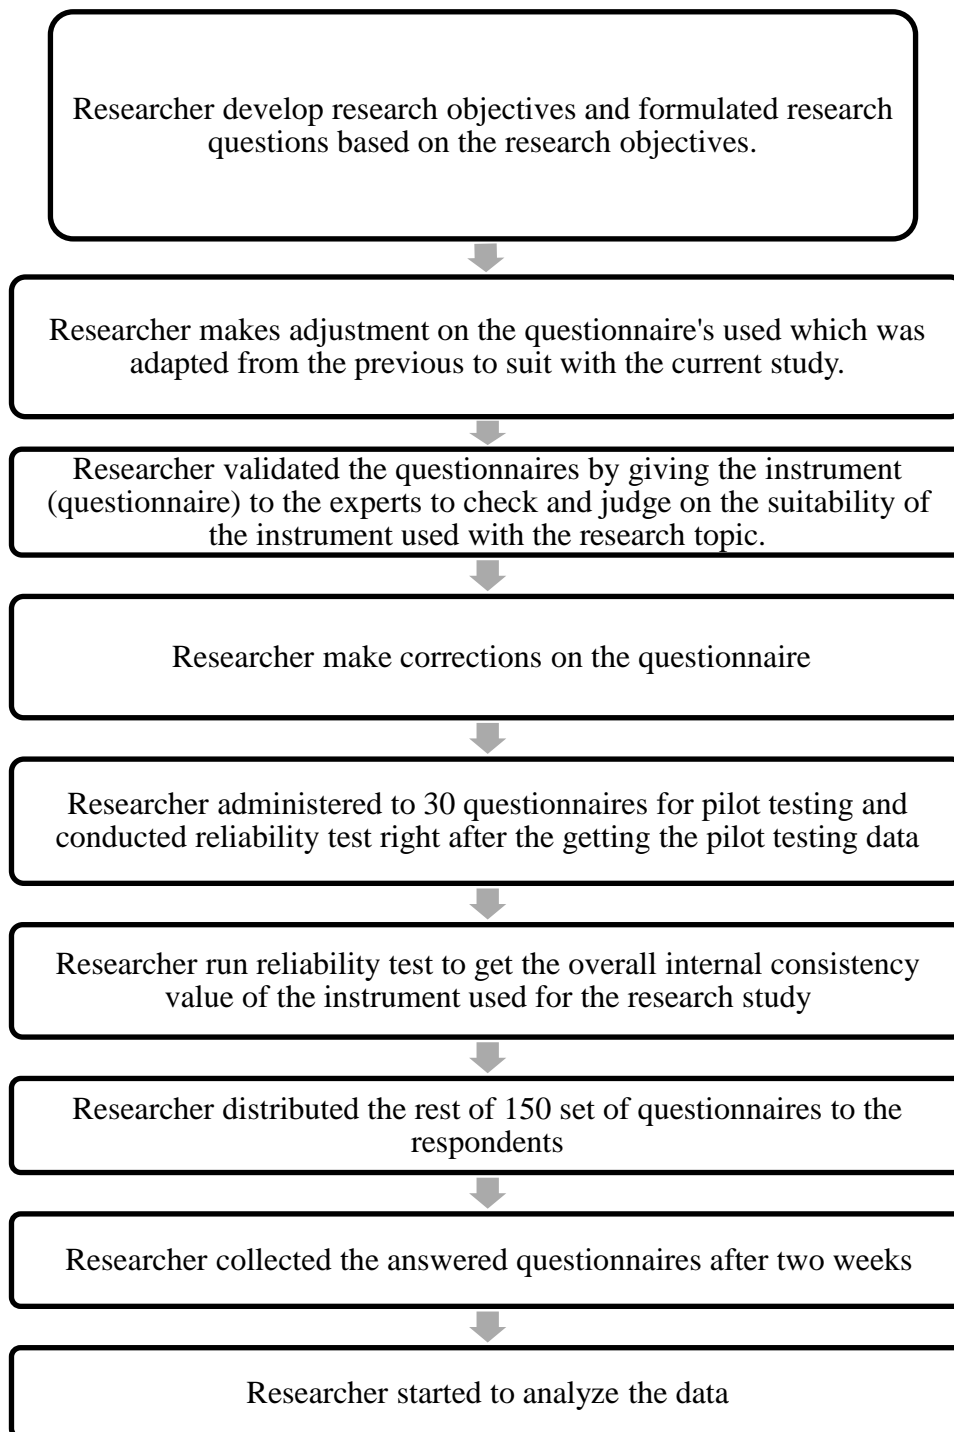 Researcher develop research objectives and formulated research
questions based on the research objectives.
Researcher makes adjustment on the questionnaire's used which was
adapted from the previous to suit with the current study.
Researcher validated the questionnaires by giving the instrument
(questionnaire) to the experts to check and judge on the suitability of
the instrument used with the research topic.
Researcher make corrections on the questionnaire
Researcher administered to 30 questionnaires for pilot testing and
conducted reliability test right after the getting the pilot testing data
Researcher run reliability test to get the overall internal consistency
value of the instrument used for the research study
Researcher distributed the rest of 150 set of questionnaires to the
respondents
Researcher collected the answered questionnaires after two weeks
Researcher started to analyze the data